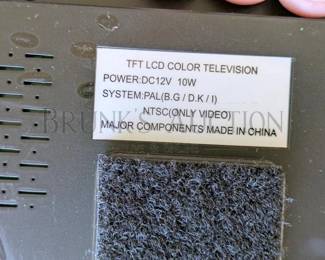 TFT LCD COLOR TELEVISION
POWER:DC12V 10W
SYSTEM:PAL(B.G / D.K / I)
NTSC(ONLY VIDEO)
BRUNK'S AUCTION
MAJOR COMPONENTS MADE IN CHINA